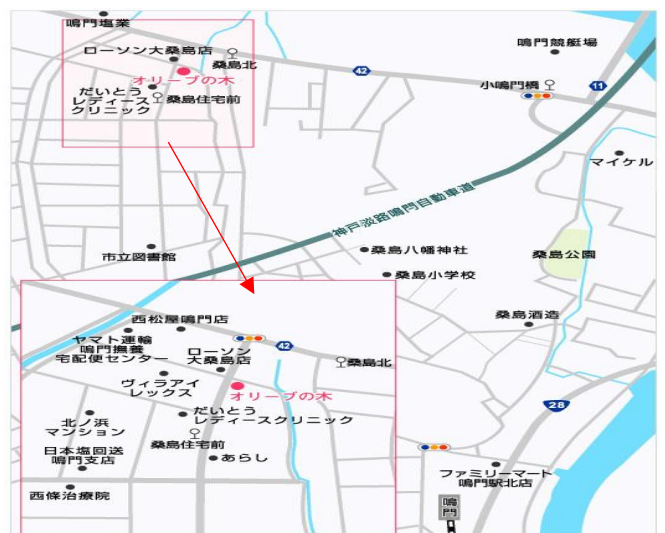 鳴門塩業
ローソン大桑島店
桑島北
オリーブの木
だいとう
レディース
クリニック
桑島住宅前
42
鳴門競艇場
小鳴門橋
11
マイケル
神戸淡路鳴門自動車道
市立図書館
桑島八幡神社
桑島小学校
桑島公園
桑島酒造
28
ファミリーマート
鳴門駅北店
鳴門
西松屋鳴門店
ヤマト運輸
鳴門撫養
宅配便センター
ローソン
大桑島店
42
桑島北
ヴィラアイ
レックス
オリーブの木
だいとう
レディースクリニック
北ノ浜
マンション
桑島住宅前
日本塩回送
鳴門支店
あらし
西條治療院